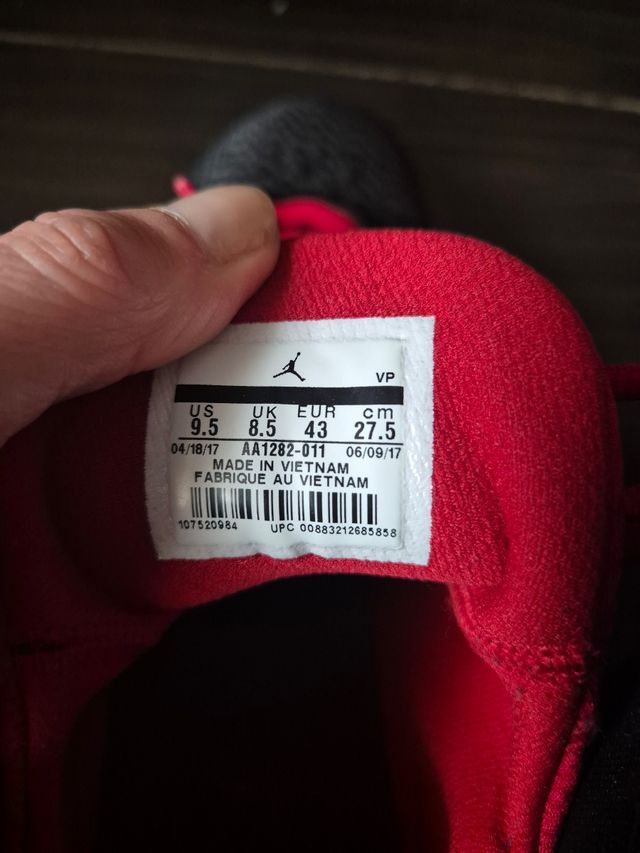 VP
US UK EUR cm
9.5 8.5 43 27.5
04/18/17 AA1282-011 06/09/17
MADE IN VIETNAM
FABRIQUE AU VIETNAM
107520984 UPC 00883212685858